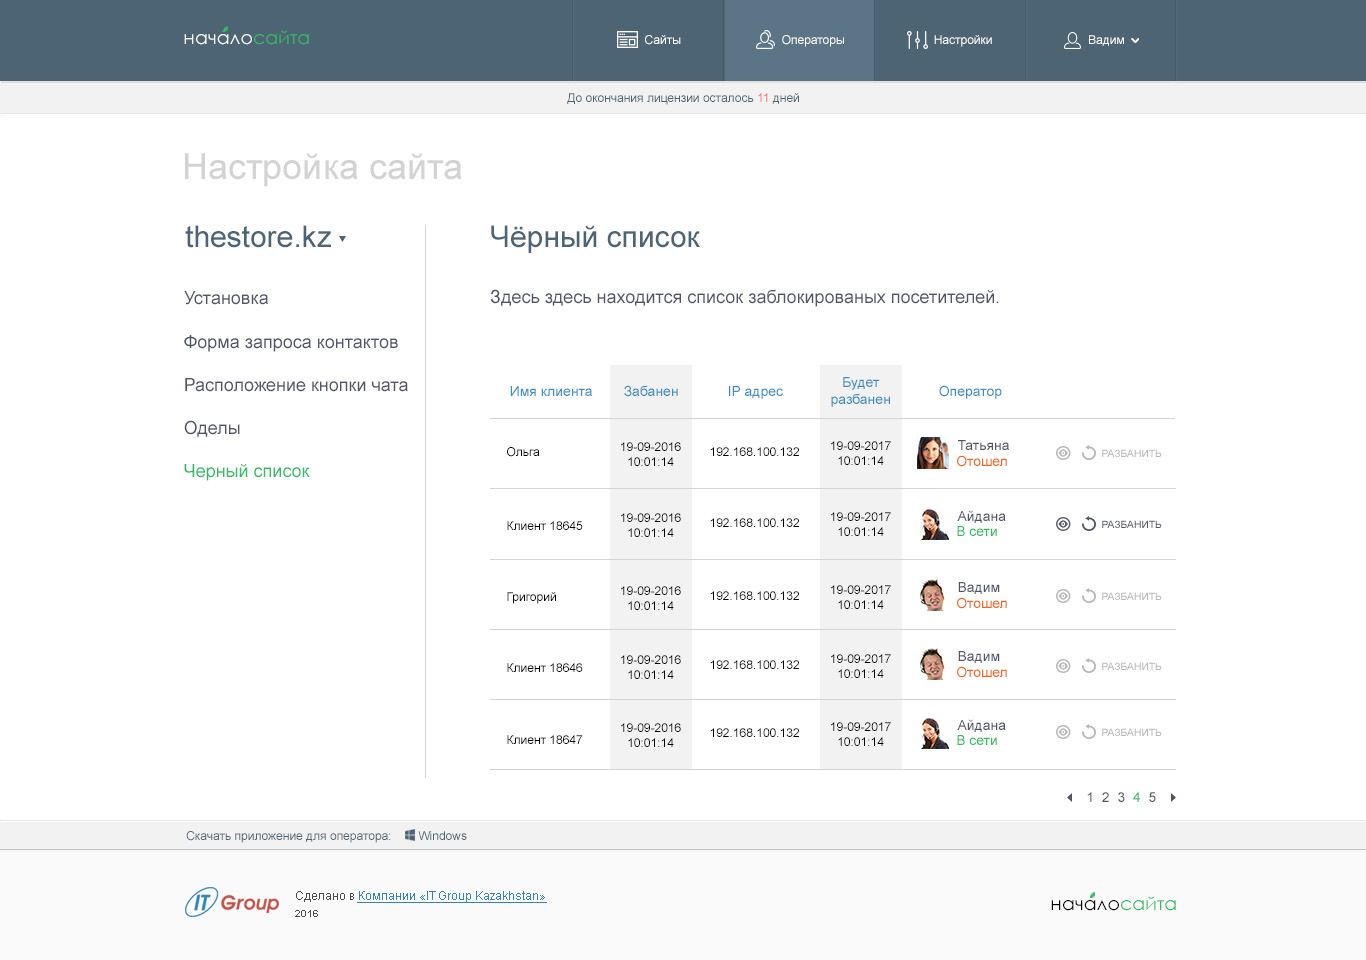 началосайта
Сайты
Операторы
Настройки
Вадим
До окончания лицензии осталось 11 дней
Настройка сайта
thestore.kz
Установка
Форма запроса контактов
Расположение кнопки чата
Оделы
Черный список
Чёрный список
Здесь здесь находится список заблокированых посетителей.
Имя клиента
Забанен
IP адрес
Будет
разбанен
Оператор
Ольга
19-09-2016
10:01:14
192.168.100.132
19-09-2017
10:01:14
Татьяна
Отошел
РАЗБАНИТЬ
Клиент 18645
19-09-2016
10:01:14
192.168.100.132
19-09-2017
10:01:14
Айдана
В сети
РАЗБАНИТЬ
Григорий
19-09-2016
10:01:14
192.168.100.132
19-09-2017
10:01:14
Вадим
Отошел
РАЗБАНИТЬ
Клиент 18646
19-09-2016
10:01:14
192.168.100.132
19-09-2017
10:01:14
Вадим
Отошел
РАЗБАНИТЬ
Клиент 18647
19-09-2016
10:01:14
192.168.100.132
19-09-2017
10:01:14
Айдана
В сети
РАЗБАНИТЬ
1 2 3 4 5
Скачать приложение для оператора: Windows
IT Group
Сделано в Компании «IT Group Kazakhstan»
2016
началосайта